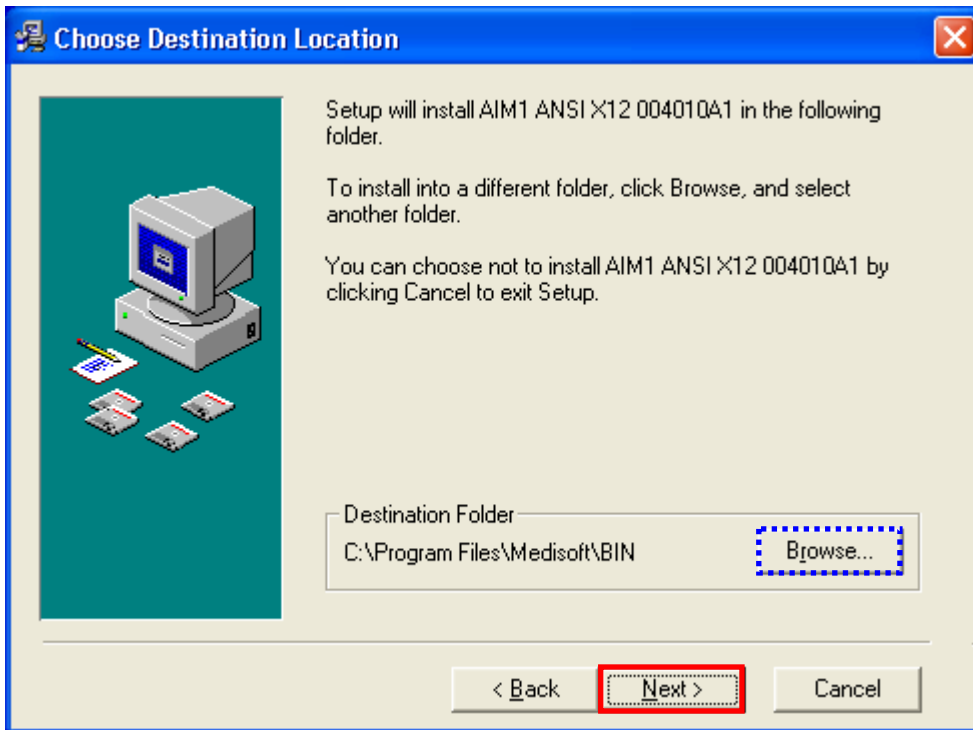 Choose Destination Location
Setup will install AIM1 ANSI X12 004010A1 in the following
folder.
To install into a different folder, click Browse, and select
another folder.
You can choose not to install AIM1 ANSI X12 004010A1 by
clicking Cancel to exit Setup.
Destination Folder
C:\Program Files\Medisoft\BIN
Browse...
< Back
Next >
Cancel